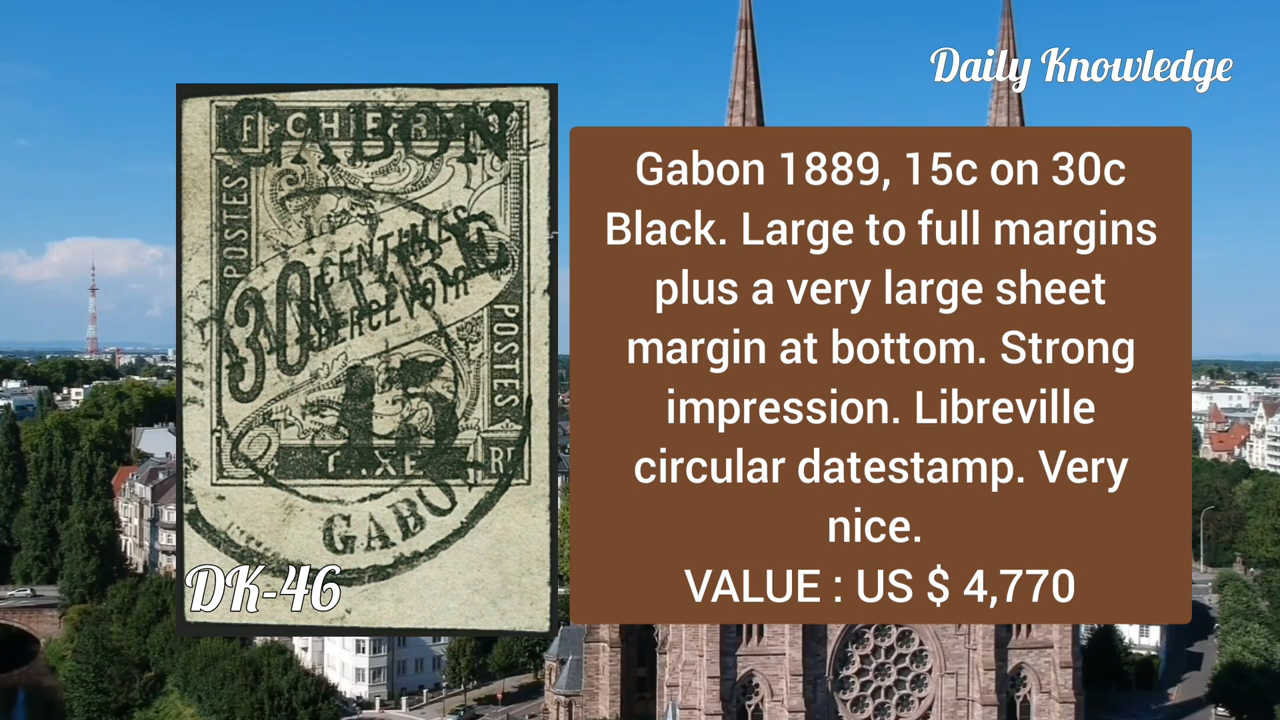 Daily Knowledge
GABON
CHIFFRE
POSTES
30 CENTIMES
PERCEVOIR
POSTES
15
GABO
DK-46
Gabon 1889, 15c on 30c
Black. Large to full margins
plus a very large sheet
margin at bottom. Strong
impression. Libreville
circular datestamp. Very
nice.
VALUE : US $ 4,770